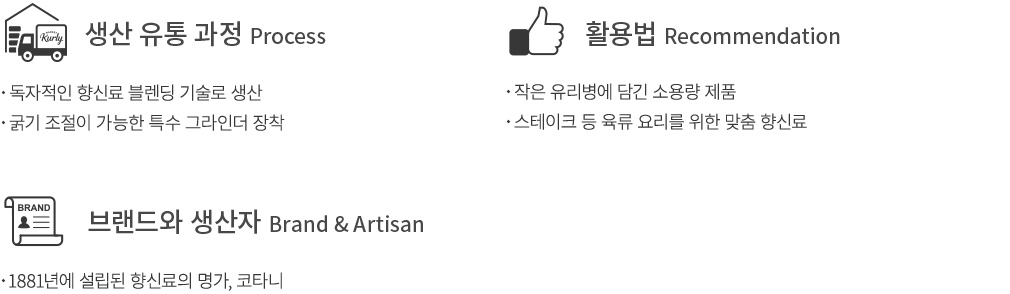 Kurly
생산 유통 과정 Process
· 독자적인 향신료 블렌딩 기술로 생산
· 굵기 조절이 가능한 특수 그라인더 장착
활용법 Recommendation
· 작은 유리병에 담긴 소용량 제품
· 스테이크 등 육류 요리를 위한 맞춤 향신료
BRAND
브랜드와 생산자 Brand & Artisan
· 1881년에 설립된 향신료의 명가, 코타니